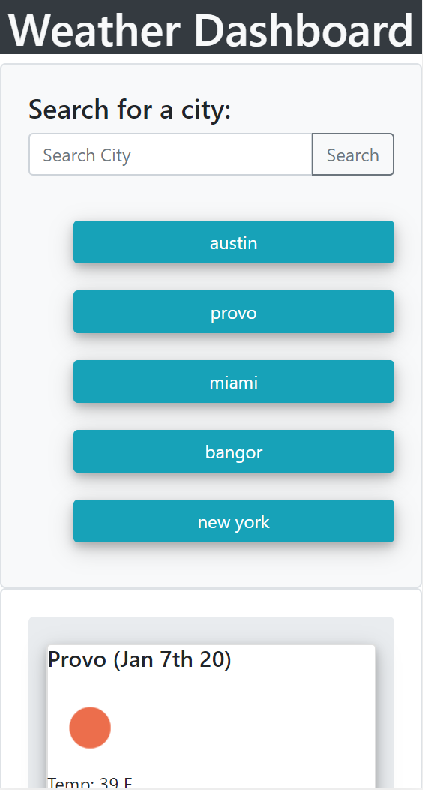 Weather Dashboard
Search for a city:
Search City
Search
austin
provo
miami
bangor
new york
Provo (Jan 7th 20)
Temp: 39 F